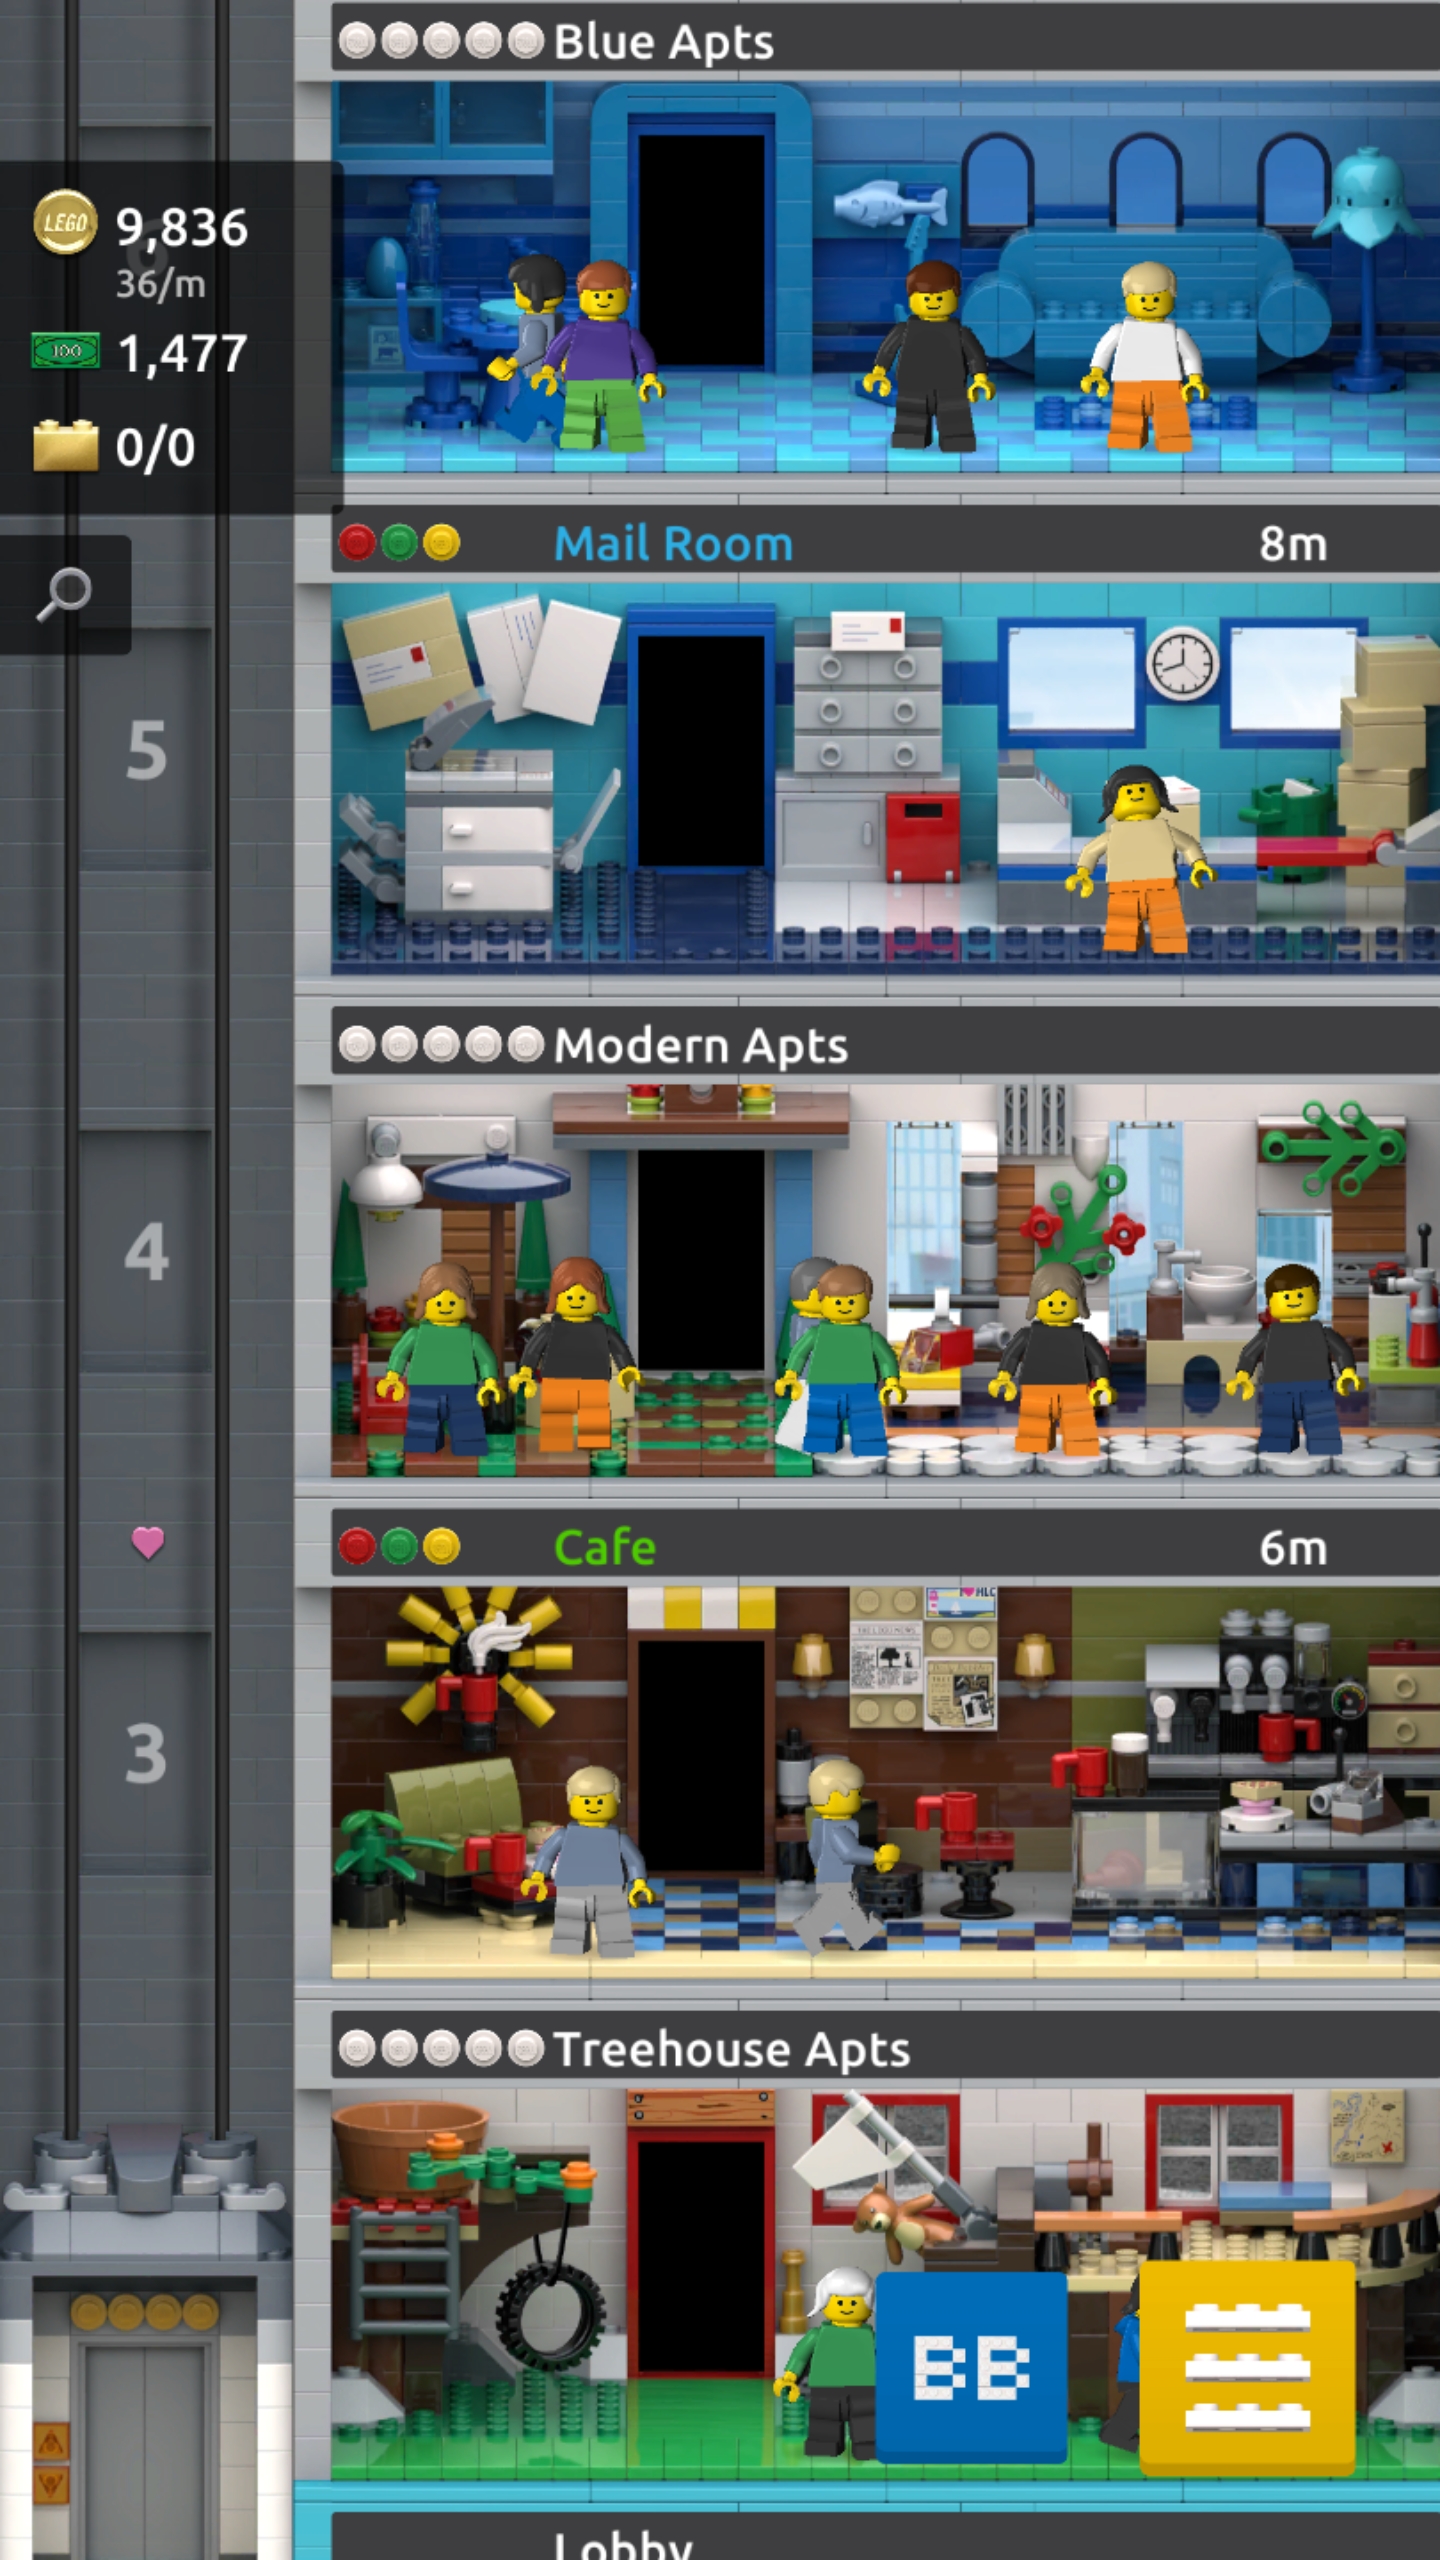 Blue Apts
LEGO 9,836
36/m
100 1,477
0/0
Mail Room 8m
5
Modern Apts
4
Cafe 6m
3
Treehouse Apts
BB
Lobby